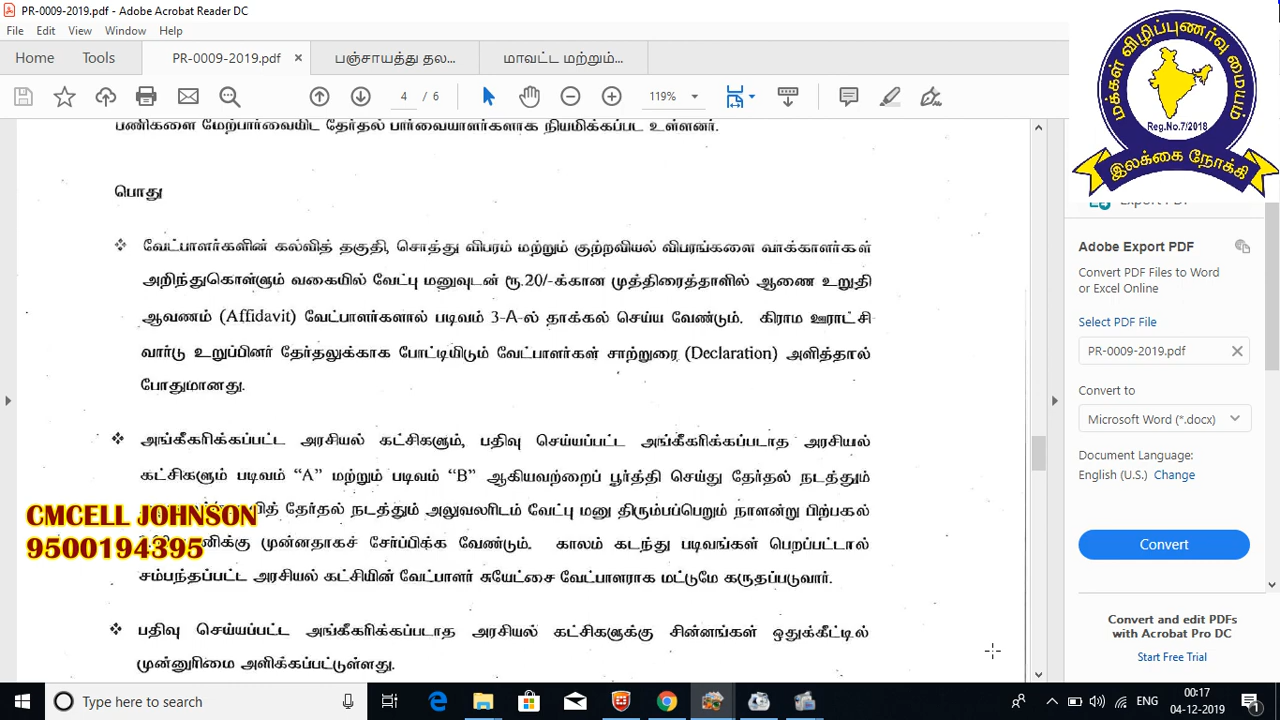 PR-0009-2019.pdf - Adobe Acrobat Reader DC
File Edit View Window Help
Home Tools PR-0009-2019.pdf × பஞ்சாயத்து தல... மாவட்ட மற்றும்...
4 / 6 119%
மக்கள் விழிப்புணர்வு மையம்
Reg.No.7/2018
இலக்கை நோக்கி
பணிகளை மேற்பார்வையிட தேர்தல் பார்வையாளர்களாக நியமிக்கப்பட உள்ளனர்.
பொது
❖ வேட்பாளர்களின் கல்வித் தகுதி, சொத்து விபரம் மற்றும் குற்றவியல் விபரங்களை வாக்காளர்கள்
அறிந்துகொள்ளும் வகையில் வேட்பு மனுவுடன் ரூ.20/-க்கான முத்திரைத்தாளில் ஆணை உறுதி
ஆவணம் (Affidavit) வேட்பாளர்களால் படிவம் 3-A-ல் தாக்கல் செய்ய வேண்டும். கிராம ஊராட்சி
வார்டு உறுப்பினர் தேர்தலுக்காக போட்டியிடும் வேட்பாளர்கள் சாற்றுரை (Declaration) அளித்தால்
போதுமானது.
❖ அங்கீகரிக்கப்பட்ட அரசியல் கட்சிகளும், பதிவு செய்யப்பட்ட அங்கீகரிக்கப்படாத அரசியல்
கட்சிகளும் படிவம் “A” மற்றும் படிவம் “B” ஆகியவற்றைப் பூர்த்தி செய்து தேர்தல் நடத்தும்
தேர்தல் நடத்தும் அலுவலரிடம் வேட்பு மனு திரும்பப்பெறும் நாளன்று பிற்பகல்
முன்னதாகச் சேர்ப்பிக்க வேண்டும். காலம் கடந்து படிவங்கள் பெறப்பட்டால்
சம்பந்தப்பட்ட அரசியல் கட்சியின் வேட்பாளர் சுயேட்சை வேட்பாளராக மட்டுமே கருதப்படுவார்.
❖ பதிவு செய்யப்பட்ட அங்கீகரிக்கப்படாத அரசியல் கட்சிகளுக்கு சின்னங்கள் ஒதுக்கீட்டில்
முன்னுரிமை அளிக்கப்பட்டுள்ளது.
CMCELL JOHNSON
9500194395
Export PDF
Adobe Export PDF
Convert PDF Files to Word
or Excel Online
Select PDF File
PR-0009-2019.pdf
Convert to
Microsoft Word (*.docx)
Document Language:
English (U.S.) Change
Convert
Convert and edit PDFs
with Acrobat Pro DC
Start Free Trial
Type here to search
ENG
00:17
04-12-2019
1